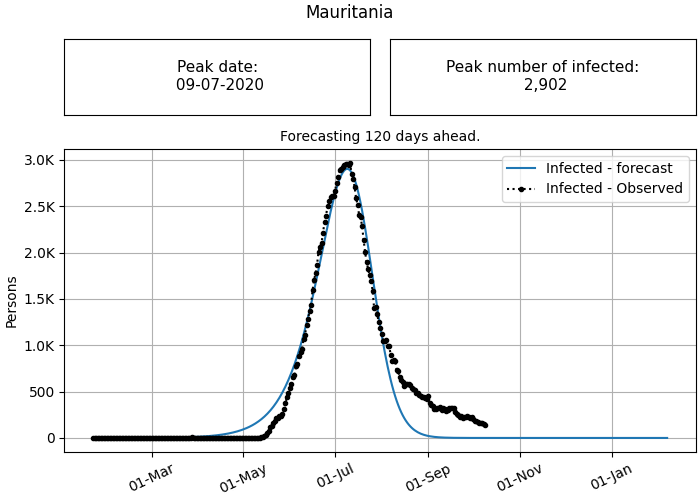 Mauritania
Peak date:
09-07-2020
Peak number of infected:
2,902
Forecasting 120 days ahead.
Infected - forecast
Infected - Observed
Persons
3.0K
2.5K
2.0K
1.5K
1.0K
500
0
01-Mar
01-May
01-Jul
01-Sep
01-Nov
01-Jan